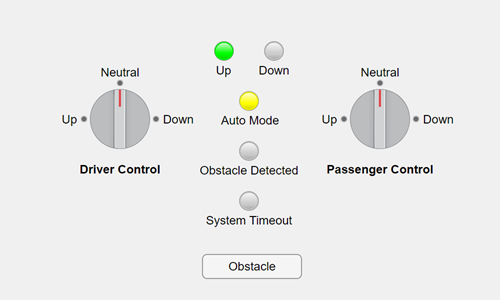 Up Down
Neutral
Up Down
Driver Control
Auto Mode
Obstacle Detected
System Timeout
Neutral
Up Down
Passenger Control
Obstacle